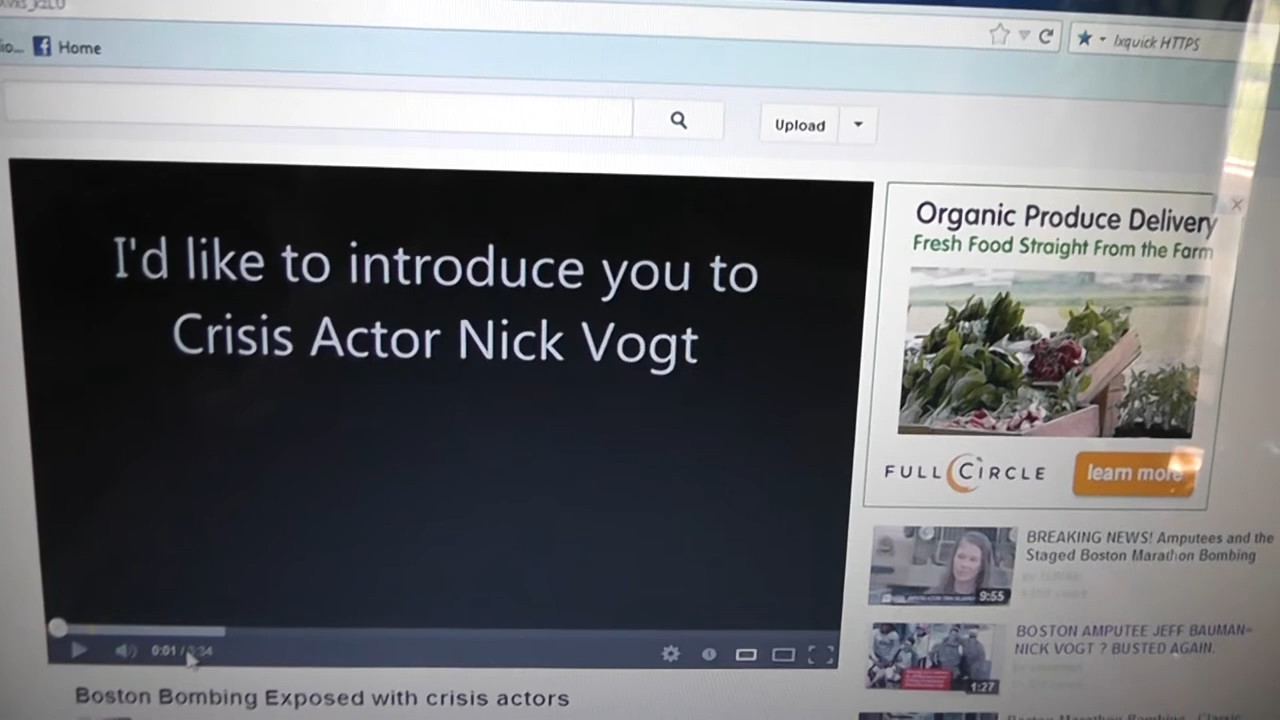 Home
Ixquick HTTPS
Upload
I'd like to introduce you to
Crisis Actor Nick Vogt
Organic Produce Delivery
Fresh Food Straight From the Farm
FULL CIRCLE
learn more
BREAKING NEWS! Amputees and the
Staged Boston Marathon Bombing
9:55
BOSTON AMPUTEE JEFF BAUMAN=
NICK VOGT ? BUSTED AGAIN.
1:27
0:01 /
Boston Bombing Exposed with crisis actors